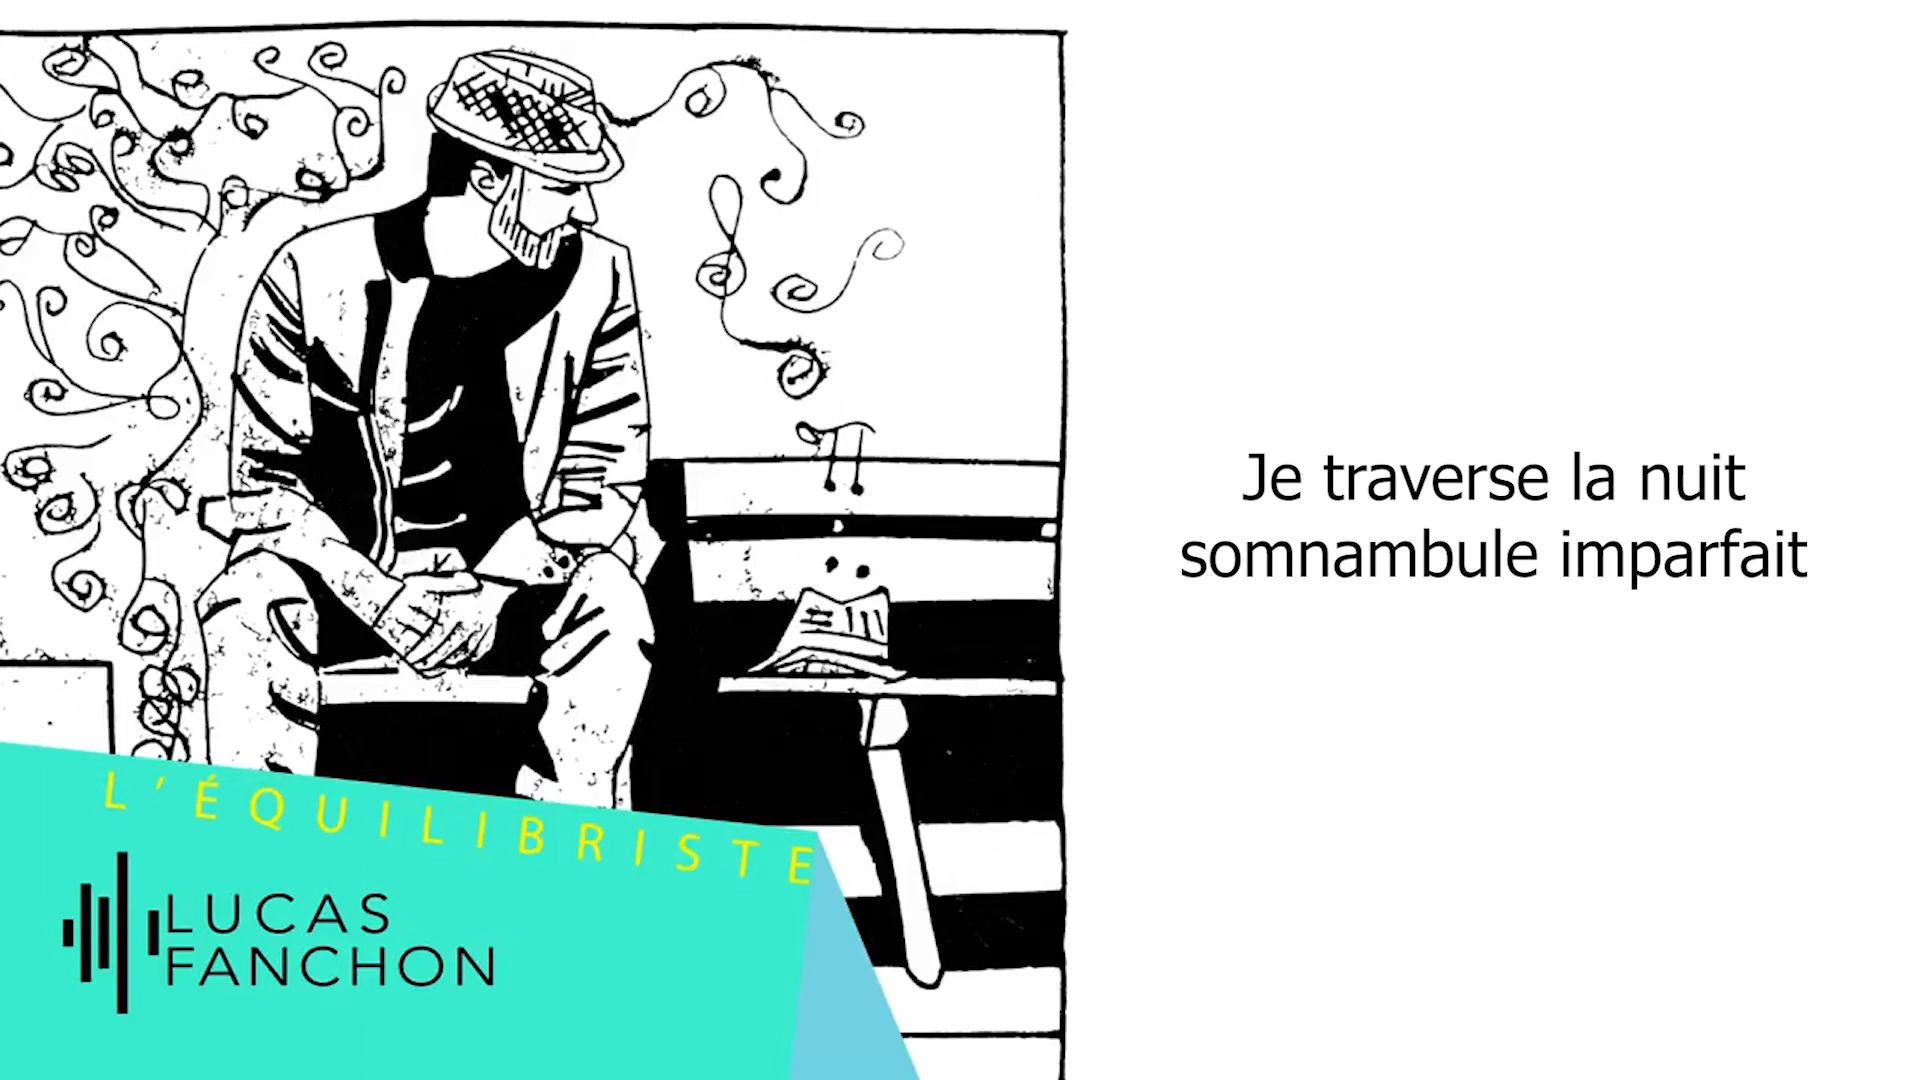 Je traverse la nuit
somnambule imparfait
L'ÉQUILIBRISTE
LUCAS
FANCHON